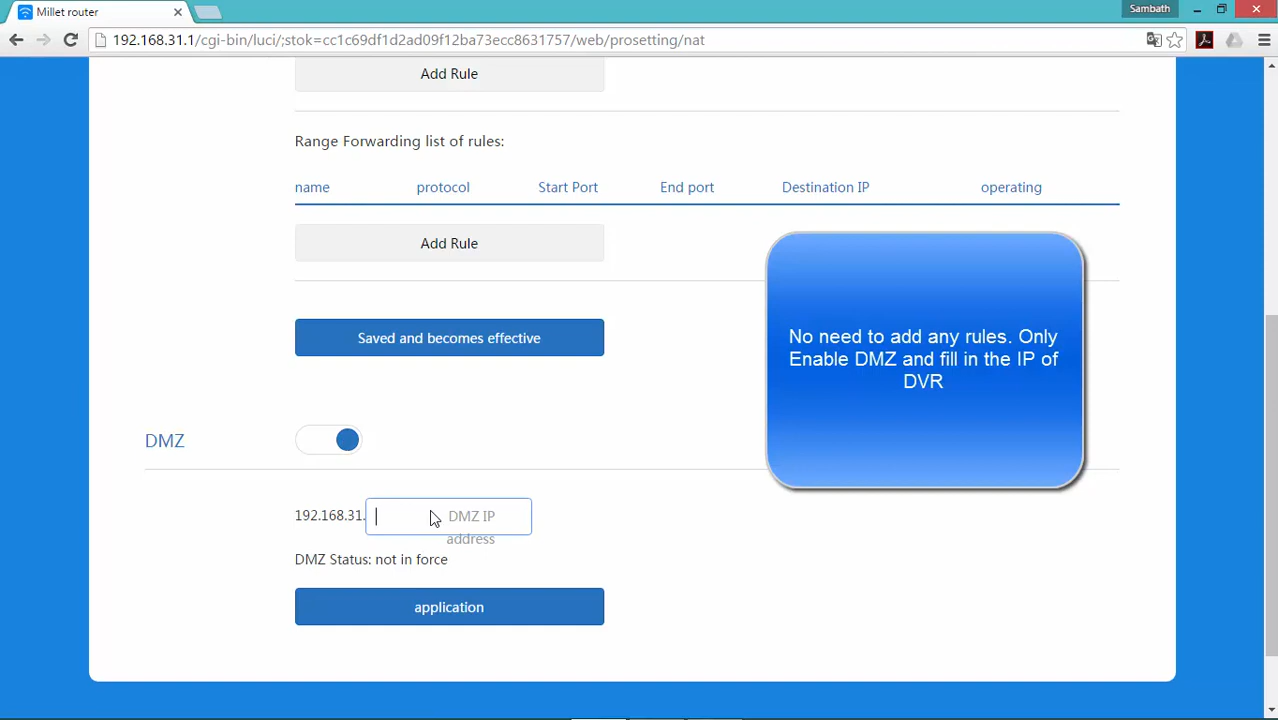 Millet router
Sambath
192.168.31.1/cgi-bin/luci/;stok=cc1c69df1d2ad09f12ba73ecc8631757/web/prosetting/nat
Add Rule
Range Forwarding list of rules:
name protocol Start Port End port Destination IP operating
Add Rule
No need to add any rules. Only
Enable DMZ and fill in the IP of
DVR
Saved and becomes effective
DMZ
192.168.31. DMZ IP
address
DMZ Status: not in force
application